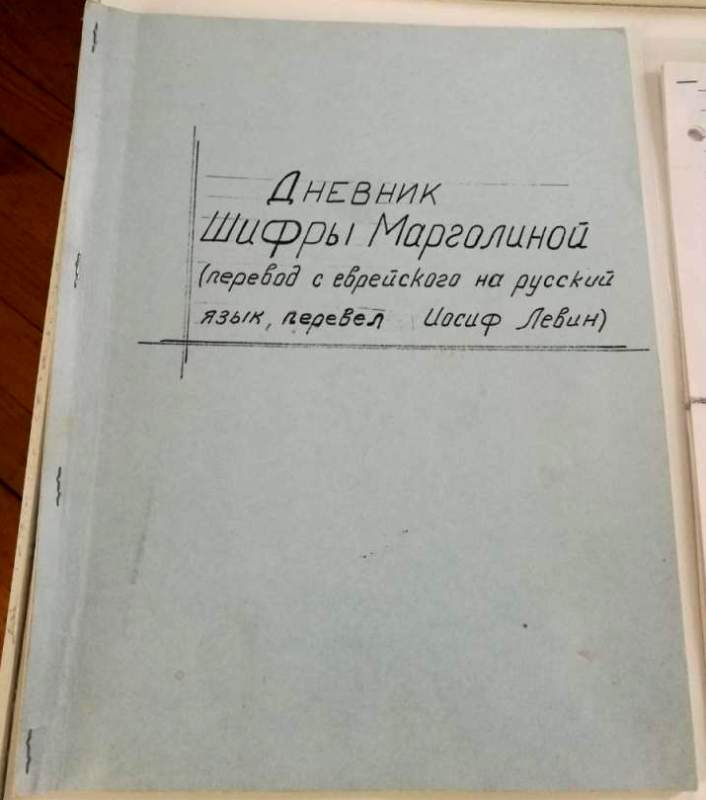 Дневник
Шифры Марголиной
(перевод с еврейского на русский
язык, перевел Иосиф Левин)